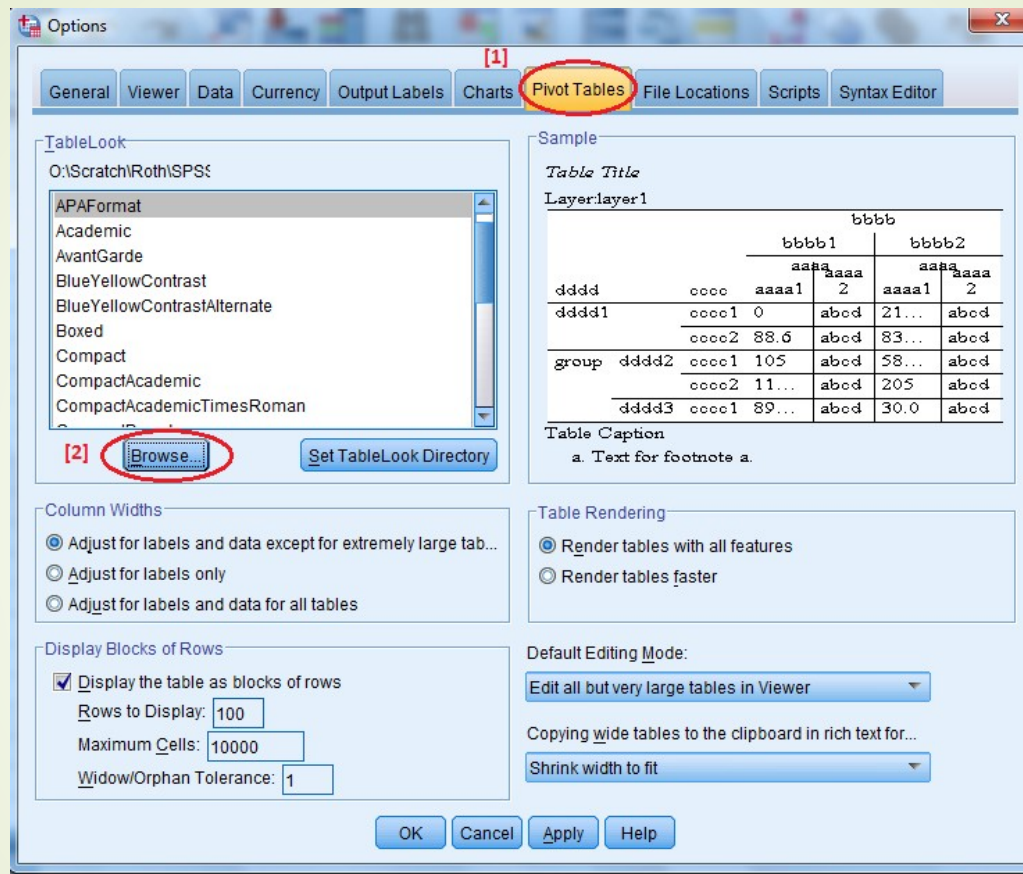 Options
[1]
General Viewer Data Currency Output Labels Charts Pivot Tables File Locations Scripts Syntax Editor
TableLook
O:\Scratch\Roth\SPSS
APAFormat
Academic
AvantGarde
BlueYellowContrast
BlueYellowContrastAlternate
Boxed
Compact
CompactAcademic
CompactAcademicTimesRoman
[2] Browse... Set TableLook Directory
Sample
Table Title
Layer:layer1
bbbb
bbbb1 bbbb2
aaaa aaaa
dddd cccc aaaa1 aaaa2 aaaa1 aaaa2
dddd1 cccc1 0 abcd 21... abcd
cccc2 88.6 abcd 83... abcd
group dddd2 cccc1 105 abcd 58... abcd
cccc2 11... abcd 205 abcd
dddd3 cccc1 89... abcd 30.0 abcd
Table Caption
a. Text for footnote a.
Column Widths
Adjust for labels and data except for extremely large tab...
Adjust for labels only
Adjust for labels and data for all tables
Table Rendering
Render tables with all features
Render tables faster
Display Blocks of Rows
Display the table as blocks of rows
Rows to Display: 100
Maximum Cells: 10000
Widow/Orphan Tolerance: 1
Default Editing Mode:
Edit all but very large tables in Viewer
Copying wide tables to the clipboard in rich text for...
Shrink width to fit
OK Cancel Apply Help